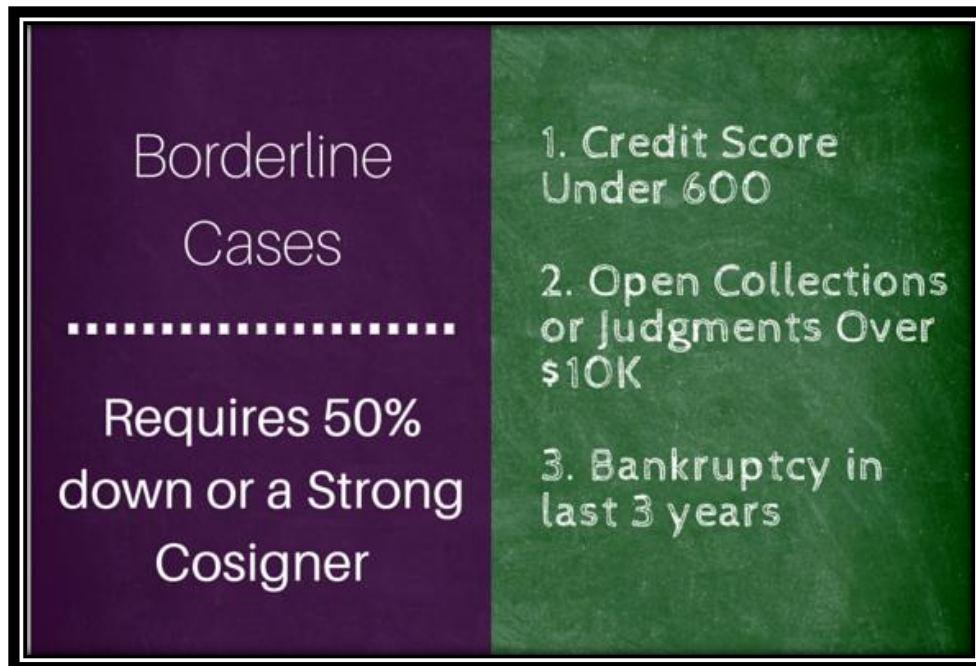 Borderline
Cases
Requires 50%
down or a Strong
Cosigner
1. Credit Score
Under 600
2. Open Collections
or Judgments Over
$10K
3. Bankruptcy in
last 3 years